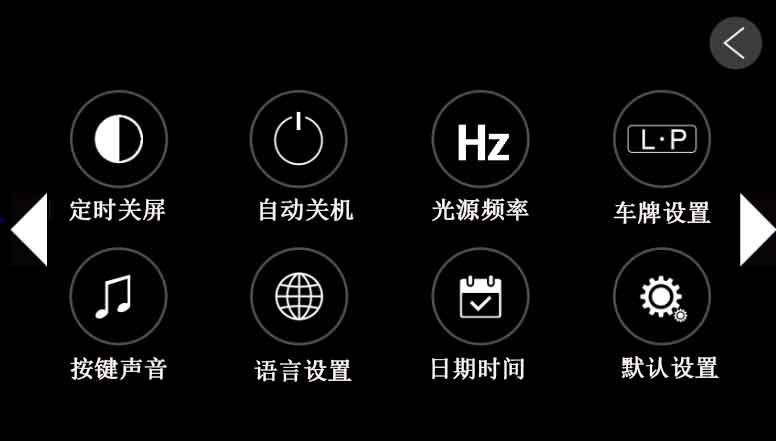 Hz
L·P
定时关屏
自动关机
光源频率
车牌设置
按键声音
语言设置
日期时间
默认设置